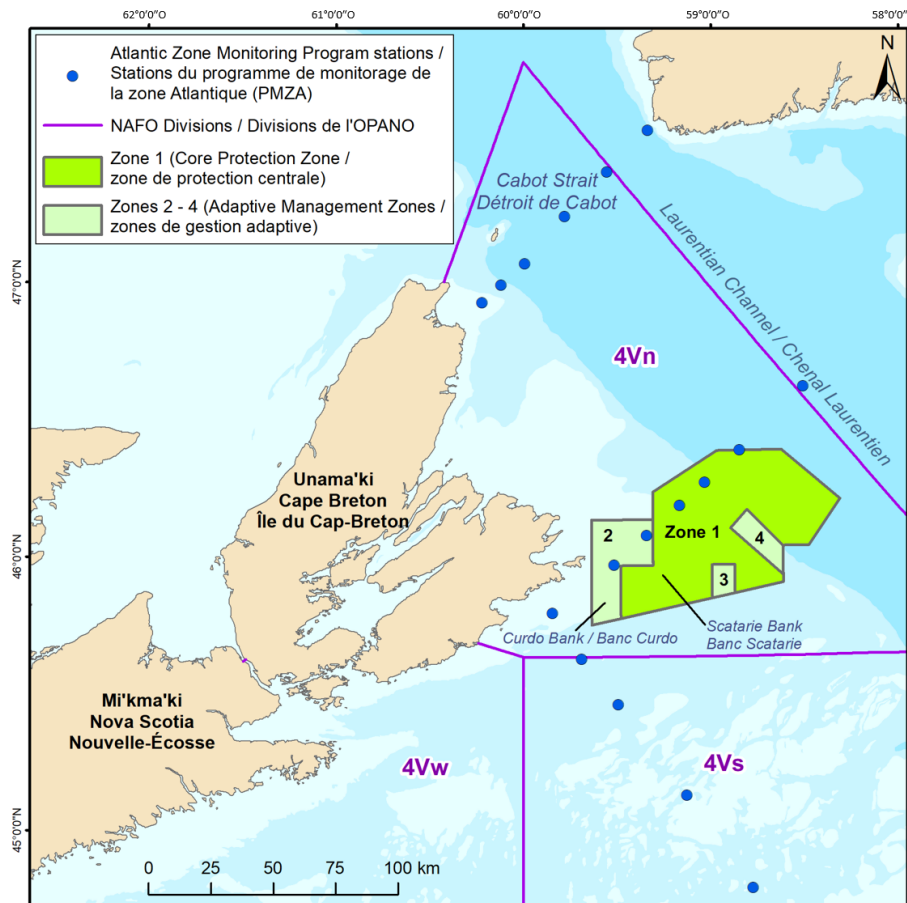 62°0'0"O
61°0'0"O
60°0'0"O
59°0'0"O
58°0'0"O
Atlantic Zone Monitoring Program stations /
Stations du programme de monitorage de
la zone Atlantique (PMZA)
NAFO Divisions / Divisions de l'OPANO
Zone 1 (Core Protection Zone /
zone de protection centrale)
Zones 2 - 4 (Adaptive Management Zones /
zones de gestion adaptive)
N
Cabot Strait
Détroit de Cabot
Laurentian Channel / Chenal Laurentien
47°0'0"N
4Vn
Unama'ki
Cape Breton
Île du Cap-Breton
2
Zone 1
4
3
46°0'0"N
Curdo Bank / Banc Curdo
Scatarie Bank
Banc Scatarie
Mi'kma'ki
Nova Scotia
Nouvelle-Écosse
4Vw
4Vs
45°0'0"N
0 25 50 75 100 km